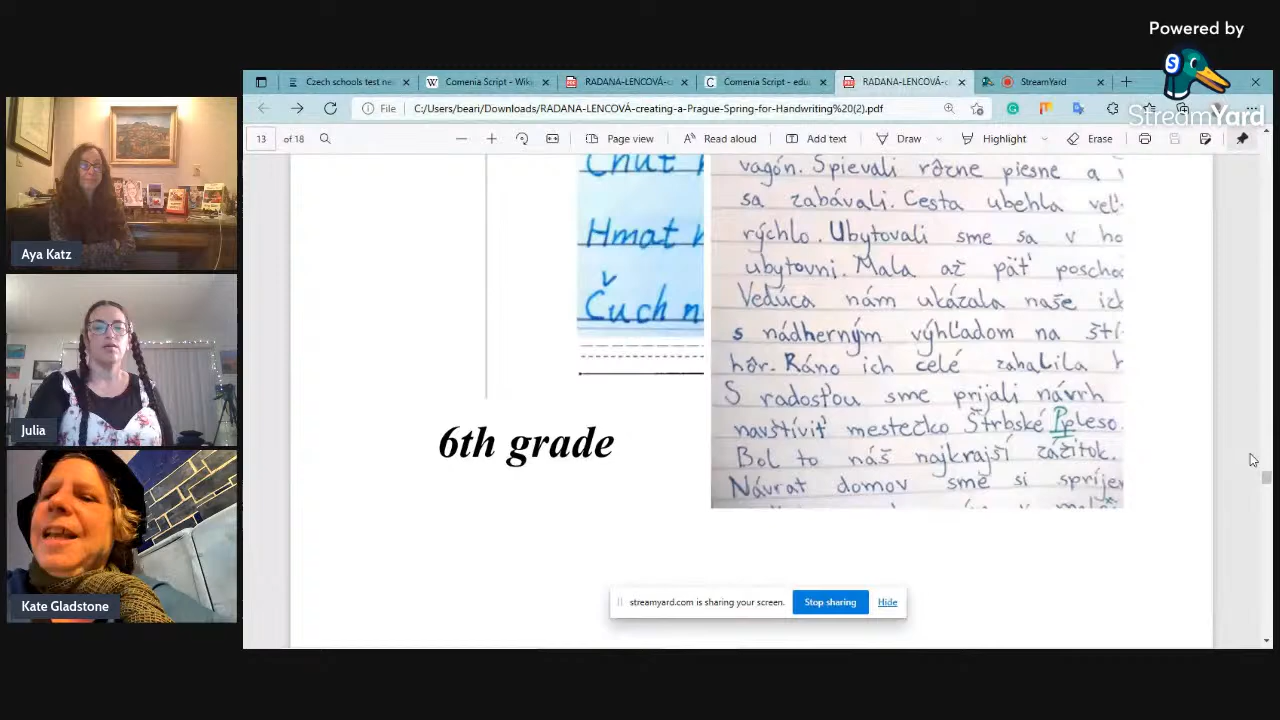 Powered by
StreamYard
Czech schools test ne
Comenia Script - Wiki
RADANA-LENCOVÁ-c
Comenia Script - edu
RADANA-LENCOVÁ-c
StreamYard
File
C:/Users/beari/Downloads/RADANA-LENCOVÁ-creating-a-Prague-Spring-for-Handwriting%20(2).pdf
13 of 18
Page view
Read aloud
Add text
Draw
Highlight
Erase
Aya Katz
Julia
Kate Gladstone
Chuť
Hmat
Čuch n
6th grade
vagón. Spievali rôzne piesne a
sa zabávali. Cesta ubehla veľ
rýchlo. Ubytovali sme sa v ho
ubytovni. Mala až päť poscho
Vedúca nám ukázala naše
s nádherným výhľadom na ští
hôr. Ráno ich celé zahalila
S radosťou sme prijali návrh
navštíviť mestečko Štrbské Pleso.
Bol to náš najkrajší zážitok.
Návrat domov sme si spríje
streamyard.com is sharing your screen.
Stop sharing
Hide